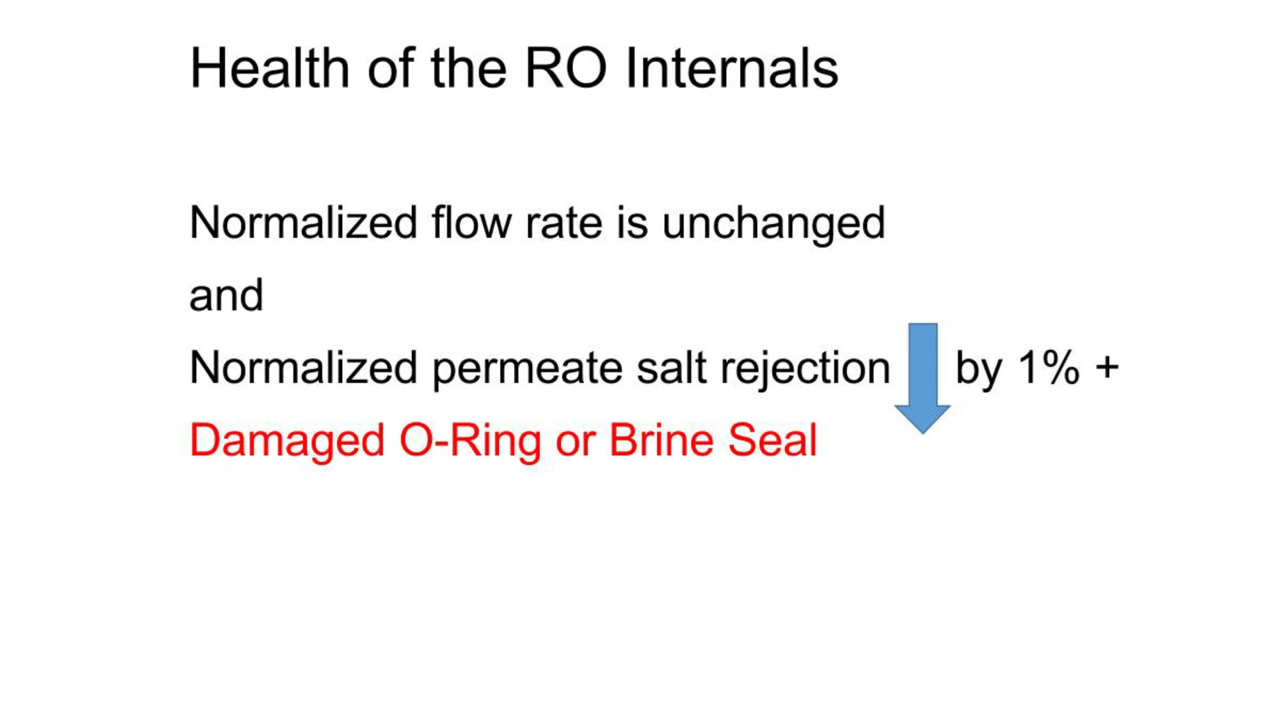 Health of the RO Internals
Normalized flow rate is unchanged
and
Normalized permeate salt rejection by 1% +
Damaged O-Ring or Brine Seal